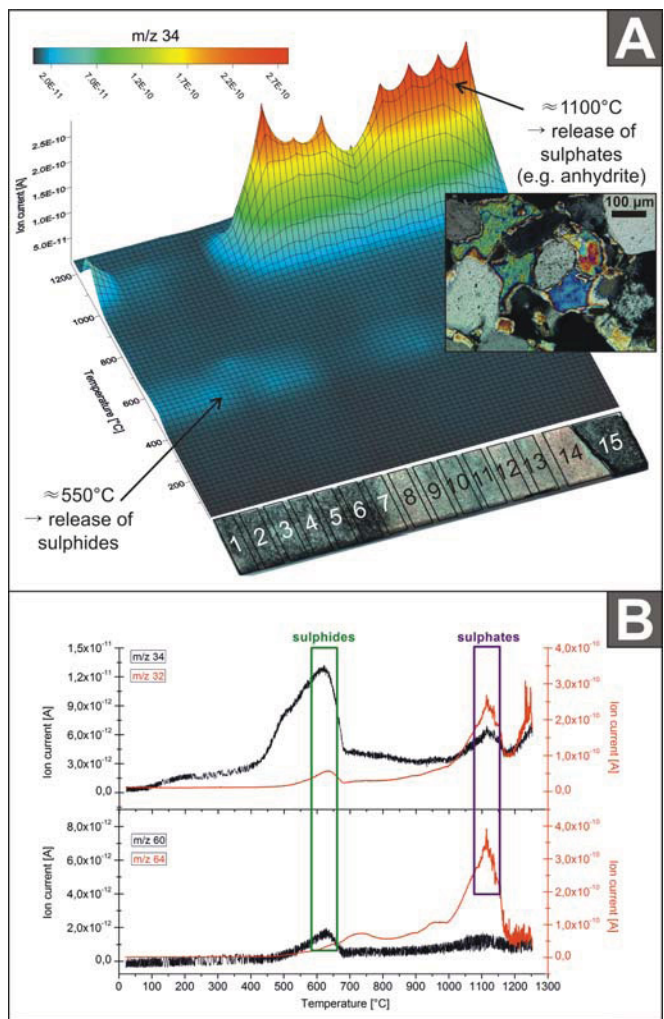 A
m/z 34
2.0E-11 7.0E-11 1.2E-10 1.7E-10 2.2E-10 2.7E-10
≈1100°C
→ release of
sulphates
(e.g. anhydrite)
100 µm
Ion current [A]
2.5E-10
2.0E-10
1.5E-10
1.0E-10
5.0E-11
1200
1000
800
600
400
200
Temperature [°C]
≈550°C
→ release of
sulphides
1 2 3 4 5 6 7 8 9 10 11 12 13 14 15
B
sulphides sulphates
m/z 34
m/z 32
1,5x10⁻¹¹
1,2x10⁻¹¹
9,0x10⁻¹²
6,0x10⁻¹²
3,0x10⁻¹²
0,0
Ion current [A]
4,0x10⁻¹⁰
3,0x10⁻¹⁰
2,0x10⁻¹⁰
1,0x10⁻¹⁰
0,0
Ion current [A]
m/z 60
m/z 64
8,0x10⁻¹²
6,0x10⁻¹²
4,0x10⁻¹²
2,0x10⁻¹²
0,0
Ion current [A]
4,0x10⁻¹⁰
3,0x10⁻¹⁰
2,0x10⁻¹⁰
1,0x10⁻¹⁰
0,0
Ion current [A]
0 100 200 300 400 500 600 700 800 900 1000 1100 1200 1300
Temperature [°C]